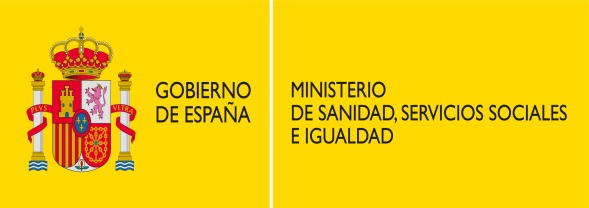 PLVS VLTRA
GOBIERNO
DE ESPAÑA
MINISTERIO
DE SANIDAD, SERVICIOS SOCIALES
E IGUALDAD